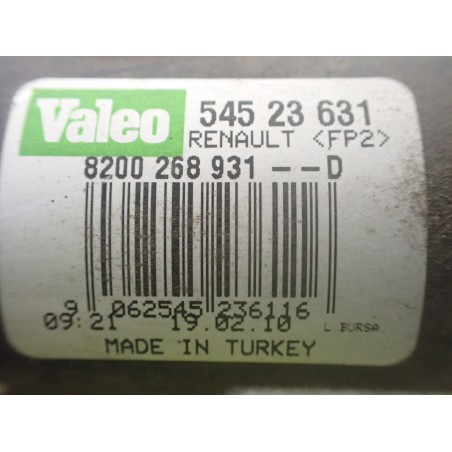 Valeo 545 23 631
RENAULT <FP2>
8200 268 931 -- D
9 062545 236116
09:21 19.02.10 L BURSA
MADE IN TURKEY